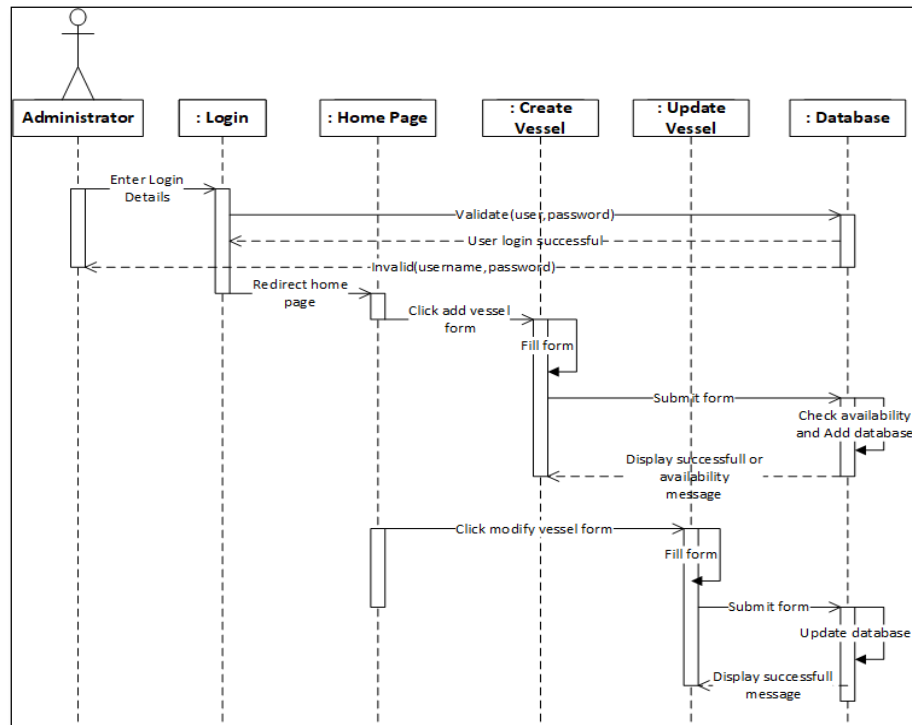 Administrator
: Login
: Home Page
: Create
Vessel
: Update
Vessel
: Database
Enter Login
Details
Validate(user,password)
User login successful
Invalid(username,password)
Redirect home
page
Click add vessel
form
Fill form
Submit form
Check availability
and Add database
Display successfull or
availability
message
Click modify vessel form
Fill form
Submit form
Update database
Display successfull
message